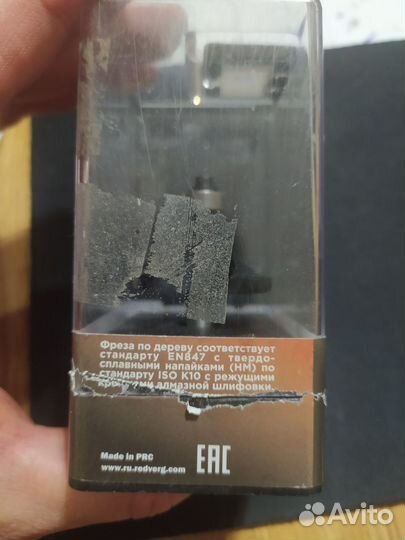 Фреза по дереву соответствует
стандарту EN847 с твердо-
сплавными напайками (HM) по
стандарту ISO K10 с режущими
алмазной шлифовки.
Made in PRC
www.ru.redverg.com
EAC
Avito